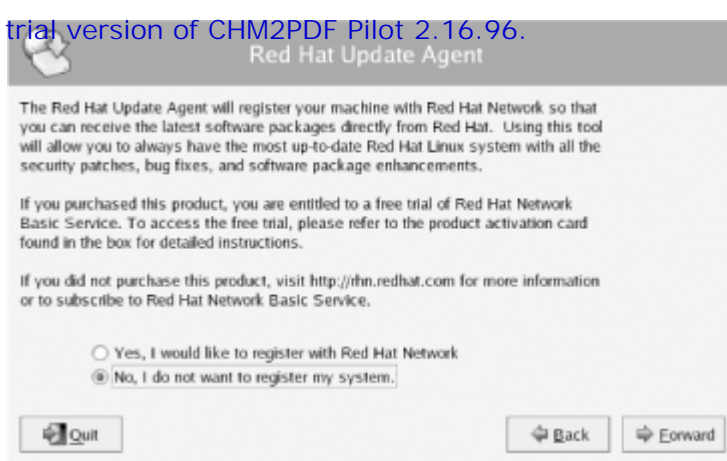 trial version of CHM2PDF Pilot 2.16.96.
Red Hat Update Agent
The Red Hat Update Agent will register your machine with Red Hat Network so that
you can receive the latest software packages directly from Red Hat. Using this tool
will allow you to always have the most up-to-date Red Hat Linux system with all the
security patches, bug fixes, and software package enhancements.
If you purchased this product, you are entitled to a free trial of Red Hat Network
Basic Service. To access the free trial, please refer to the product activation card
found in the box for detailed instructions.
If you did not purchase this product, visit http://rhn.redhat.com for more information
or to subscribe to Red Hat Network Basic Service.
Yes, I would like to register with Red Hat Network
No, I do not want to register my system.
Quit Back Forward